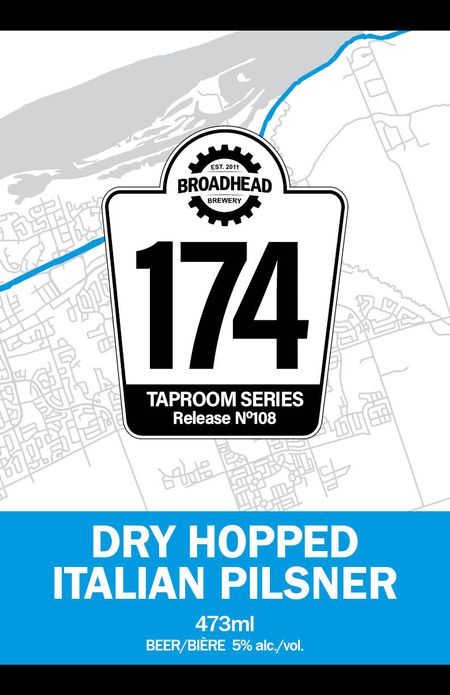 EST. 2011
BROADHEAD
BREWERY
174
TAPROOM SERIES
Release Nº108
DRY HOPPED
ITALIAN PILSNER
473ml
BEER/BIÈRE 5% alc./vol.